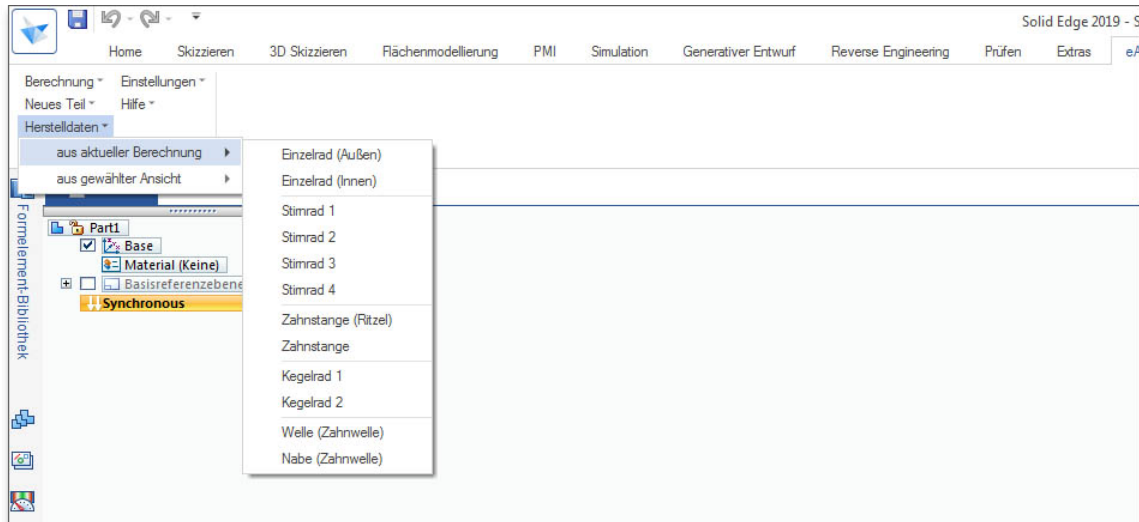 Solid Edge 2019 - S
Home Skizzieren 3D Skizzieren Flächenmodellierung PMI Simulation Generativer Entwurf Reverse Engineering Prüfen Extras eA
Berechnung Einstellungen
Neues Teil Hilfe
Herstelldaten
aus aktueller Berechnung
aus gewählter Ansicht
Einzelrad (Außen)
Einzelrad (Innen)
Stirnrad 1
Stirnrad 2
Stirnrad 3
Stirnrad 4
Zahnstange (Ritzel)
Zahnstange
Kegelrad 1
Kegelrad 2
Welle (Zahnwelle)
Nabe (Zahnwelle)
Formelement-Bibliothek
Part1
Base
Material (Keine)
Basisreferenzebene
Synchronous